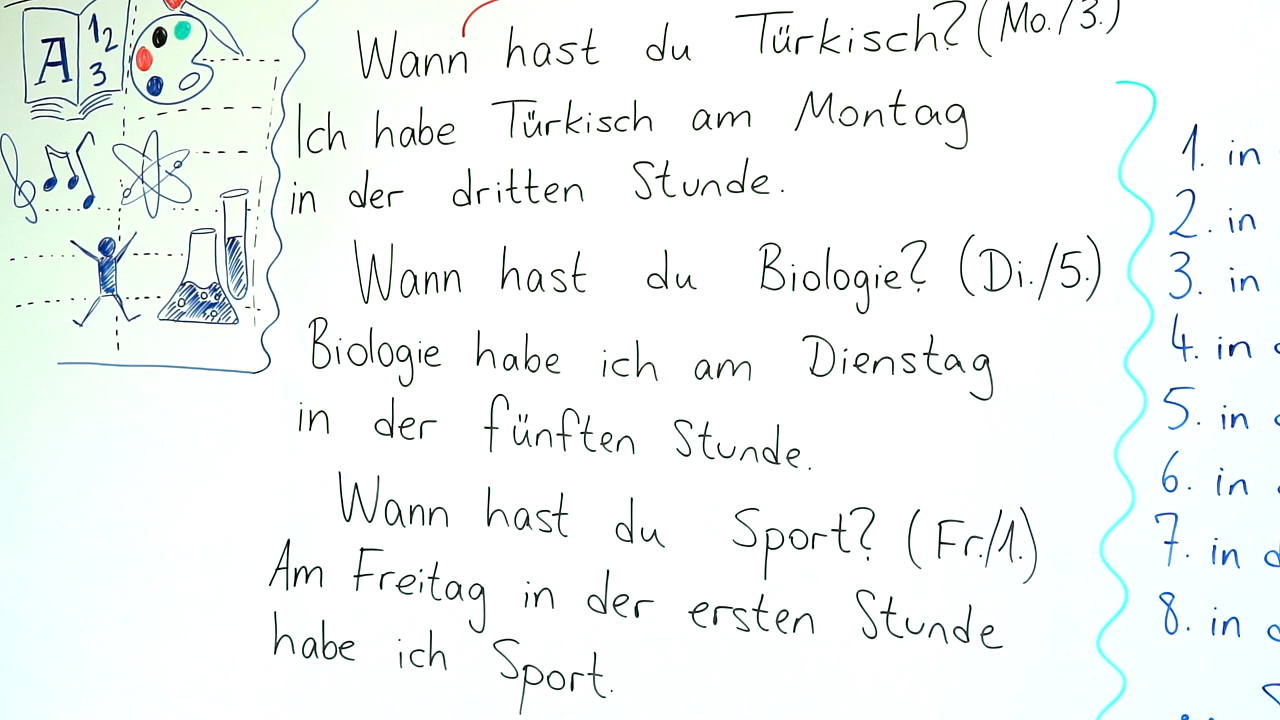 A 1 2 3
Wann hast du Türkisch? (Mo./3.)
Ich habe Türkisch am Montag
in der dritten Stunde.
Wann hast du Biologie? (Di./5.)
Biologie habe ich am Dienstag
in der fünften Stunde.
Wann hast du Sport? (Fr./1.)
Am Freitag in der ersten Stunde
habe ich Sport.
1. in
2. in
3. in
4. in
5. in
6. in
7. in
8. in